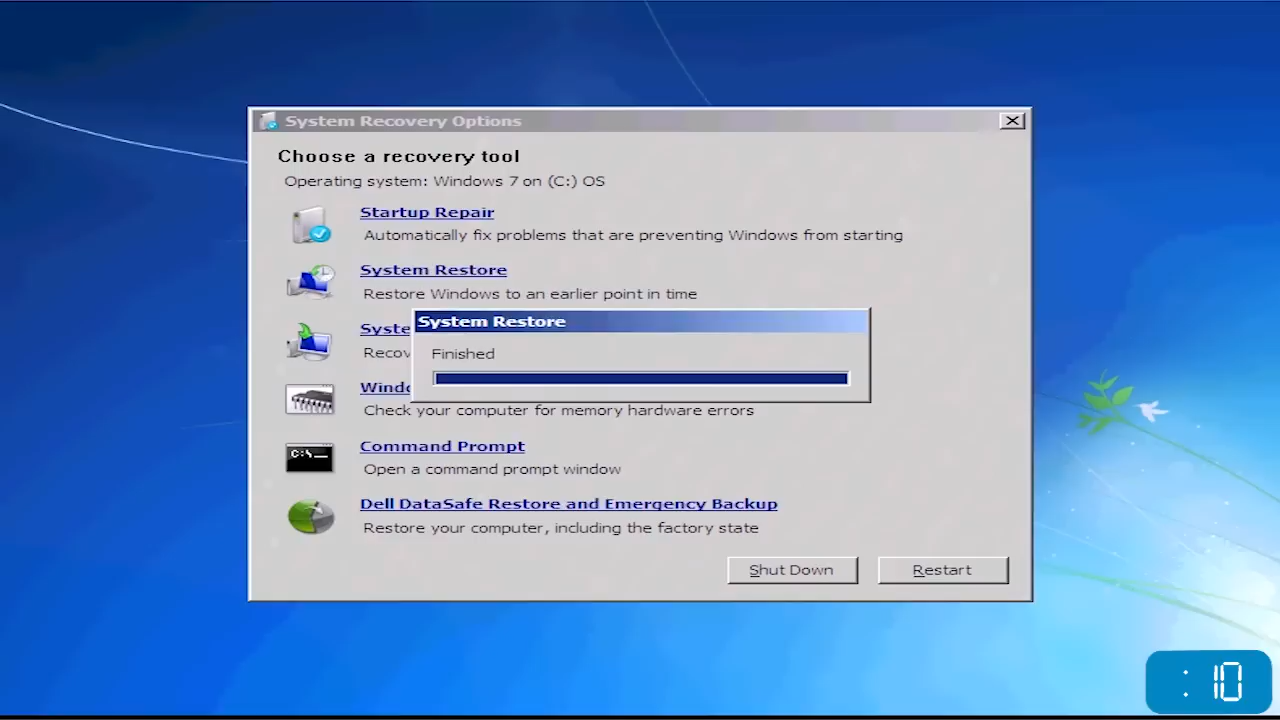 System Recovery Options
Choose a recovery tool
Operating system: Windows 7 on (C:) OS
Startup Repair
Automatically fix problems that are preventing Windows from starting
System Restore
Restore Windows to an earlier point in time
Syste
System Restore
Recov
Finished
Windo
Check your computer for memory hardware errors
C:\_
Command Prompt
Open a command prompt window
Dell DataSafe Restore and Emergency Backup
Restore your computer, including the factory state
Shut Down
Restart
: 10